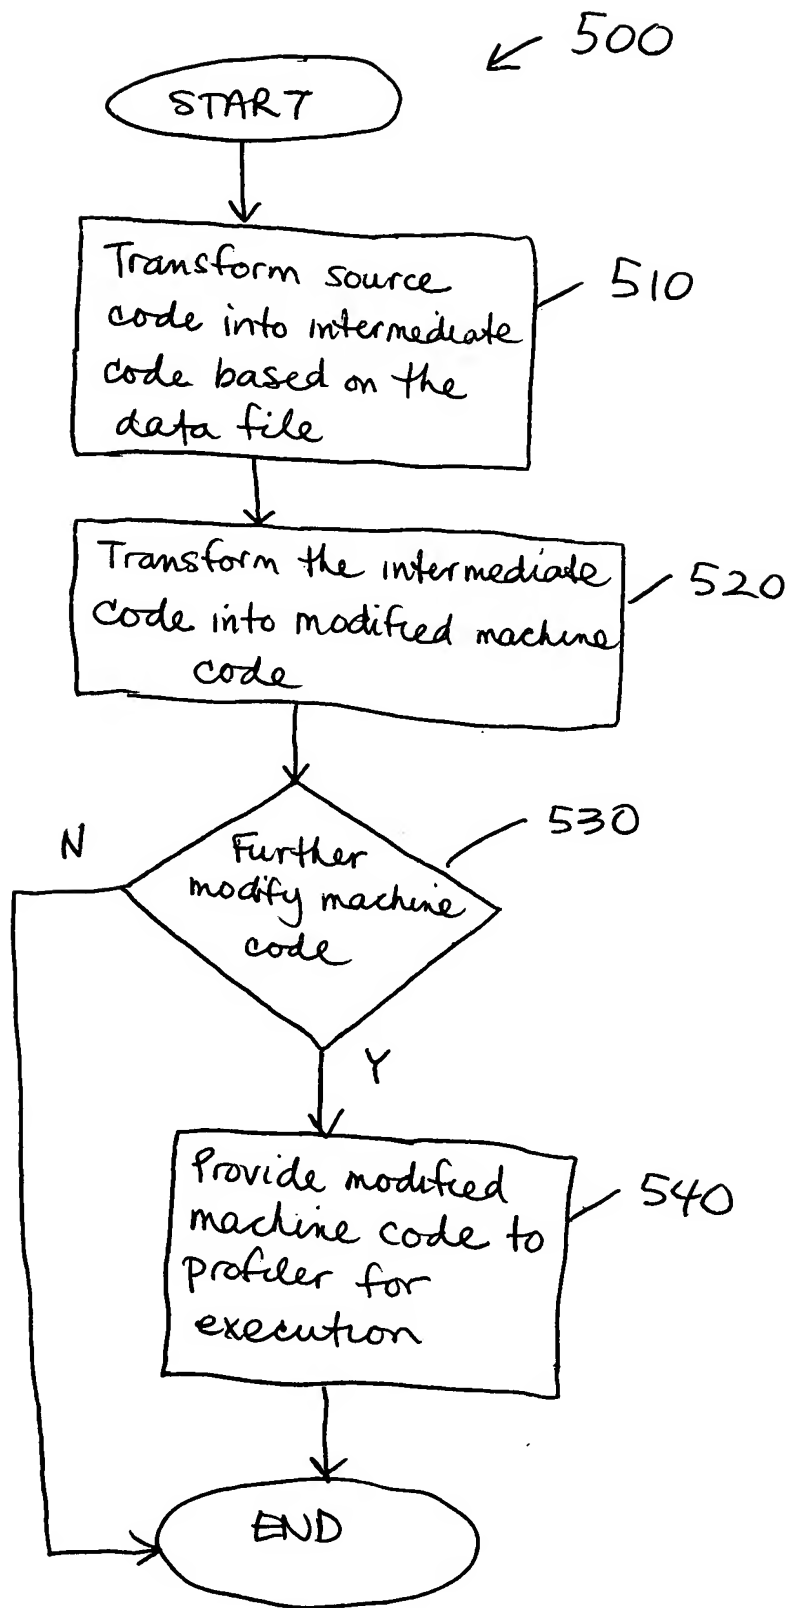 500
START
Transform source
code into intermediate
code based on the
data file
510
Transform the intermediate
code into modified machine
code
520
530
N
Further
modify machine
code
Y
Provide modified
machine code to
profiler for
execution
540
END